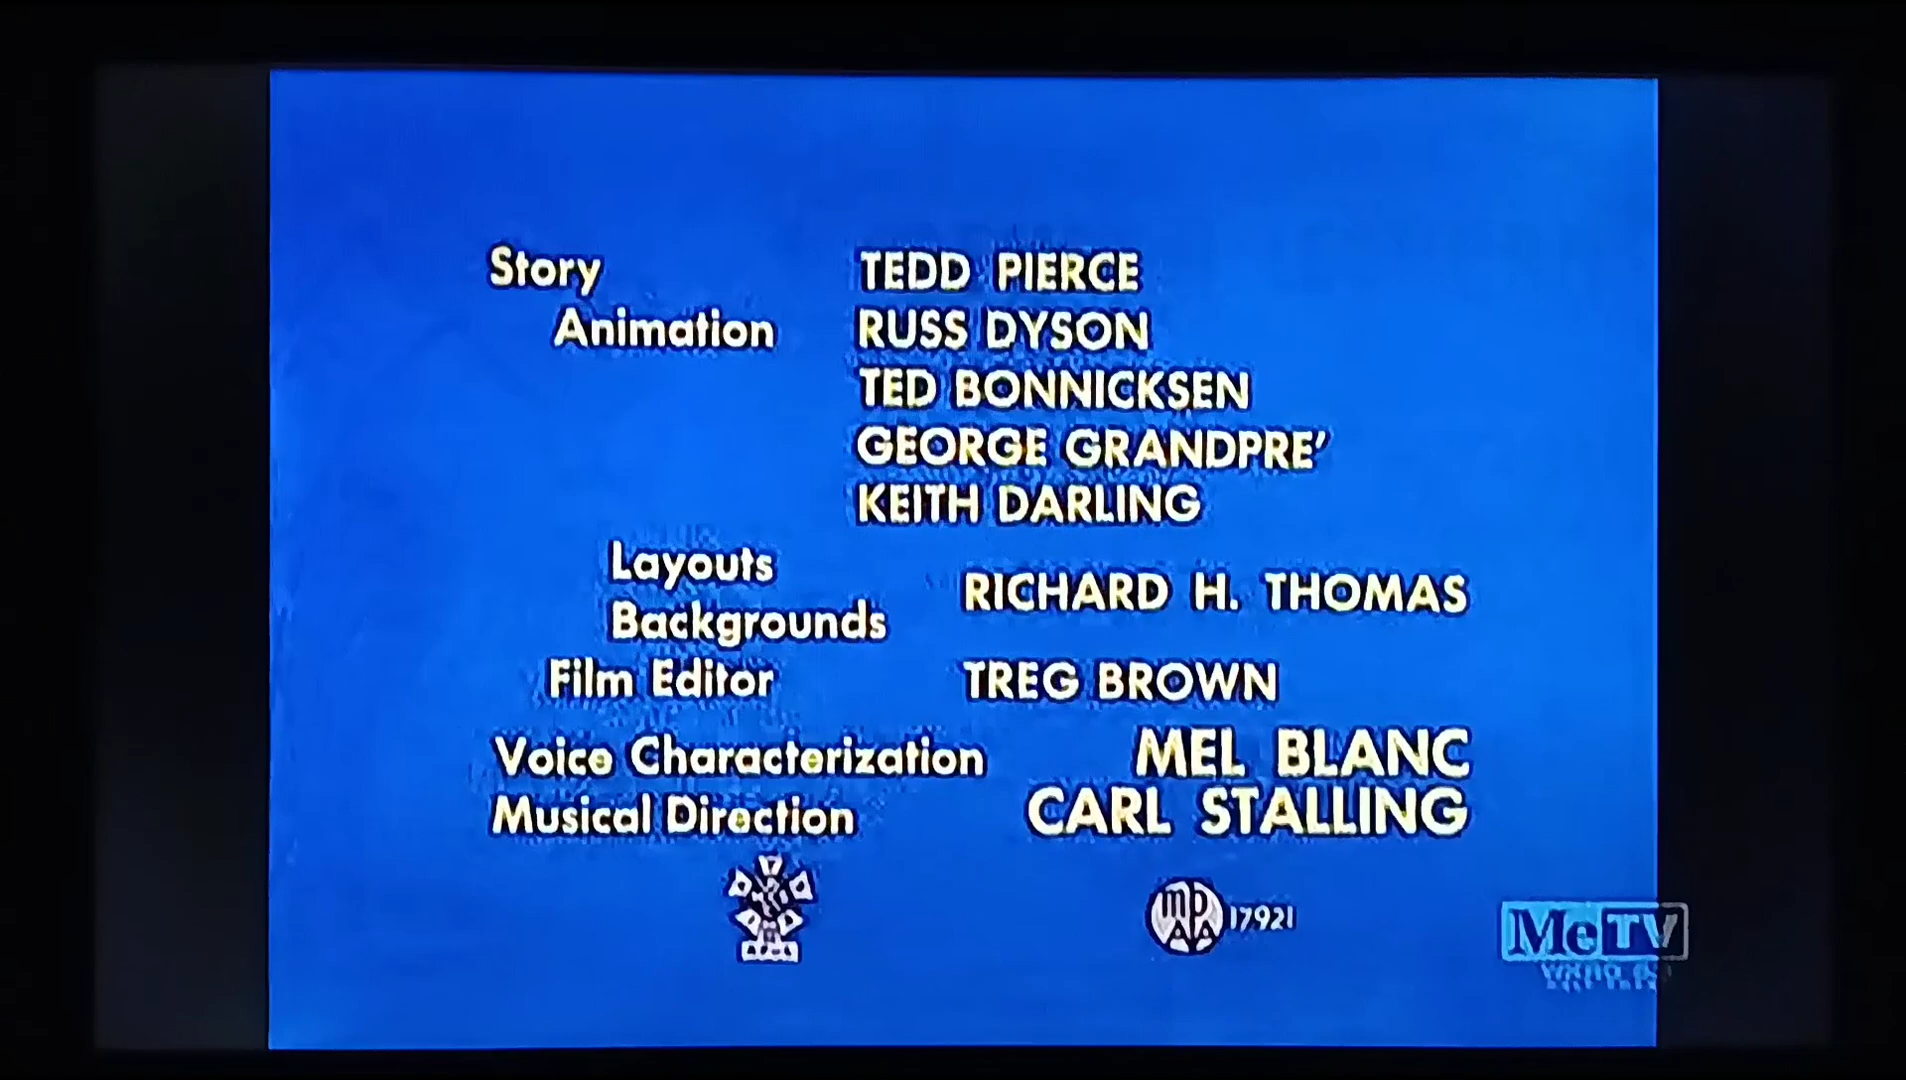 Story TEDD PIERCE
Animation RUSS DYSON
TED BONNICKSEN
GEORGE GRANDPRE'
KEITH DARLING
Layouts
Backgrounds RICHARD H. THOMAS
Film Editor TREG BROWN
Voice Characterization MEL BLANC
Musical Direction CARL STALLING
MPAA 17921
MeTV